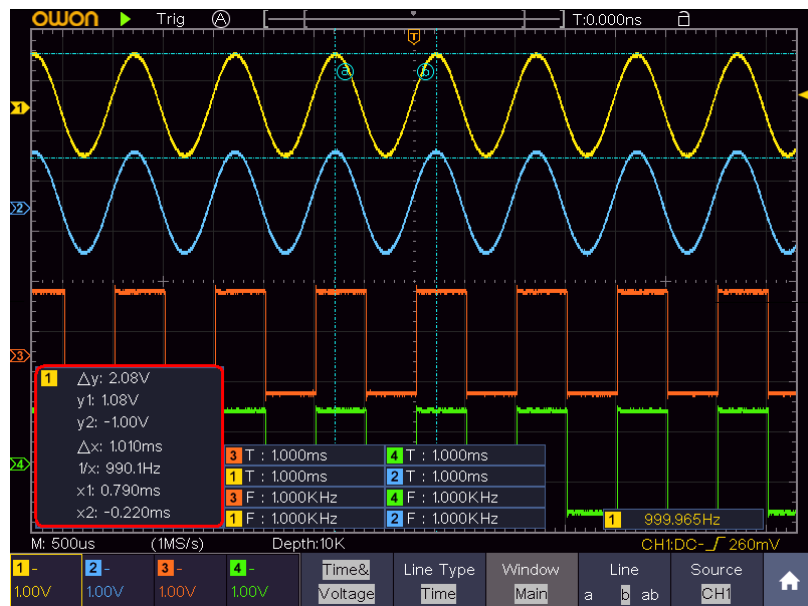 OWON Trig A T:0.000ns
T
a b
1
2
3
4
1 △y: 2.08V
y1: 1.08V
y2: -1.00V
△x: 1.010ms
1/x: 990.1Hz
x1: 0.790ms
x2: -0.220ms
3 T : 1.000ms 4 T : 1.000ms
1 T : 1.000ms 2 T : 1.000ms
3 F : 1.000KHz 4 F : 1.000KHz
1 F : 1.000KHz 2 F : 1.000KHz
1 999.965Hz
M: 500us (1MS/s) Depth:10K CH1:DC- 260mV
1 - 2 - 3 - 4 - Time& Line Type Window Line Source
1.00V 1.00V 1.00V 1.00V Voltage Time Main a b ab CH1